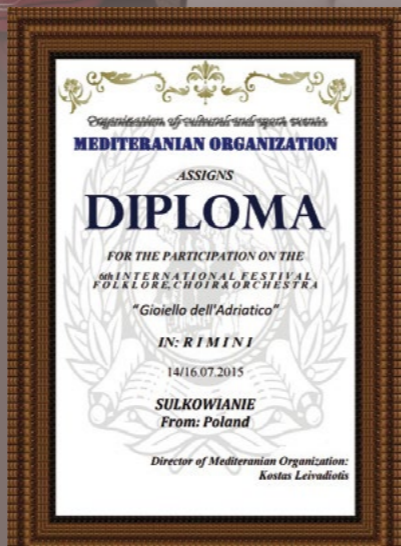 Organization of cultural and sport events
MEDITERANIAN ORGANIZATION
ASSIGNS
DIPLOMA
FOR THE PARTICIPATION ON THE
6th INTERNATIONAL FESTIVAL
FOLKLORE, CHOIR & ORCHESTRA
"Gioiello dell'Adriatico"
IN: R I M I N I
14/16.07.2015
SULKOWIANIE
From: Poland
Director of Mediteranian Organization:
Kostas Leivadiotis